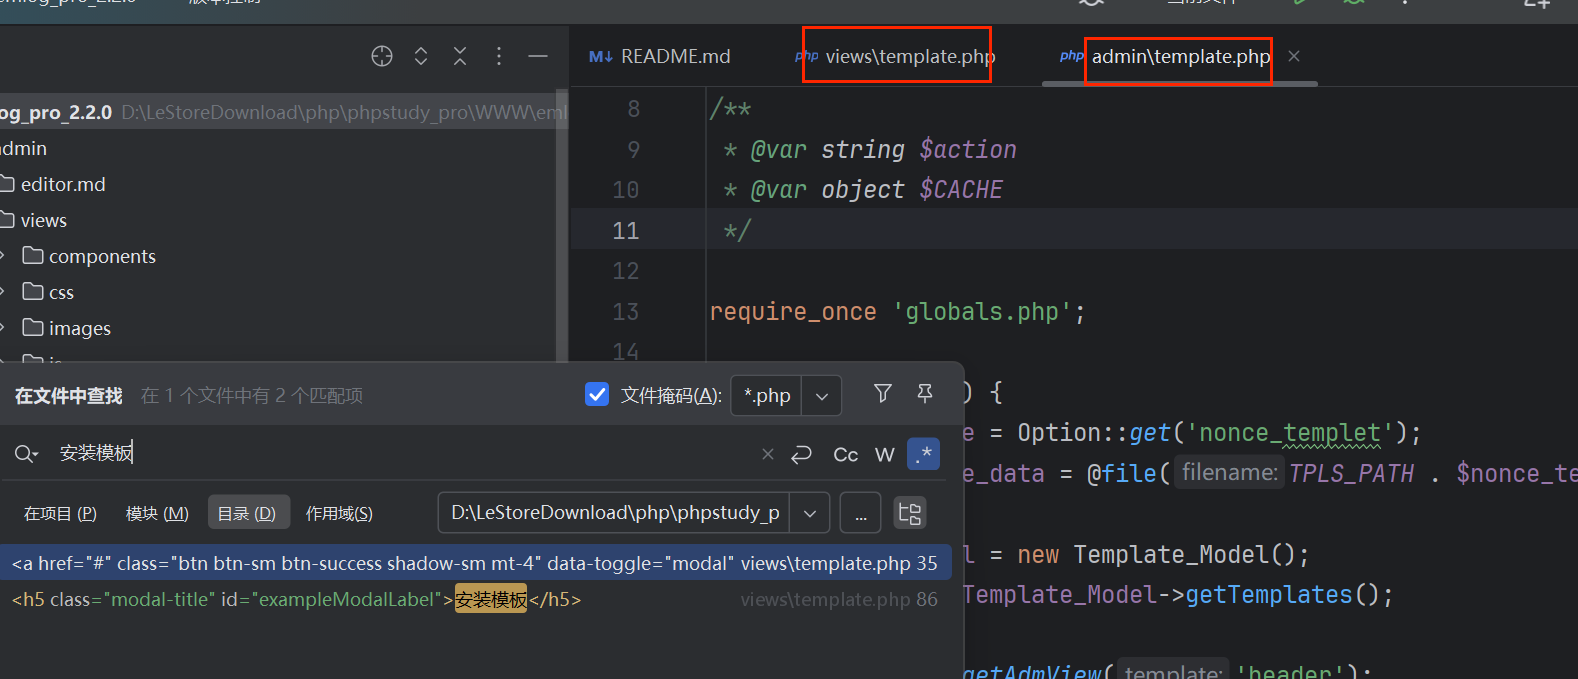 README.md
php views\template.php
php admin\template.php
og_pro_2.2.0 D:\LeStoreDownload\php\phpstudy_pro\WWW\eml
admin
editor.md
views
components
css
images
8 /**
9 * @var string $action
10 * @var object $CACHE
11 */
12
13 require_once 'globals.php';
14
) {
e = Option::get('nonce_templet');
e_data = @file( filename: TPLS_PATH . $nonce_te
l = new Template_Model();
Template_Model->getTemplates();
getAdmView( template: 'header');
在文件中查找 在 1 个文件中有 2 个匹配项
文件掩码(A): *.php
安装模板
Cc W .*
在项目 (P) 模块 (M) 目录 (D) 作用域(S) D:\LeStoreDownload\php\phpstudy_p ...
<a href="#" class="btn btn-sm btn-success shadow-sm mt-4" data-toggle="modal" views\template.php 35
<h5 class="modal-title" id="exampleModalLabel">安装模板</h5> views\template.php 86